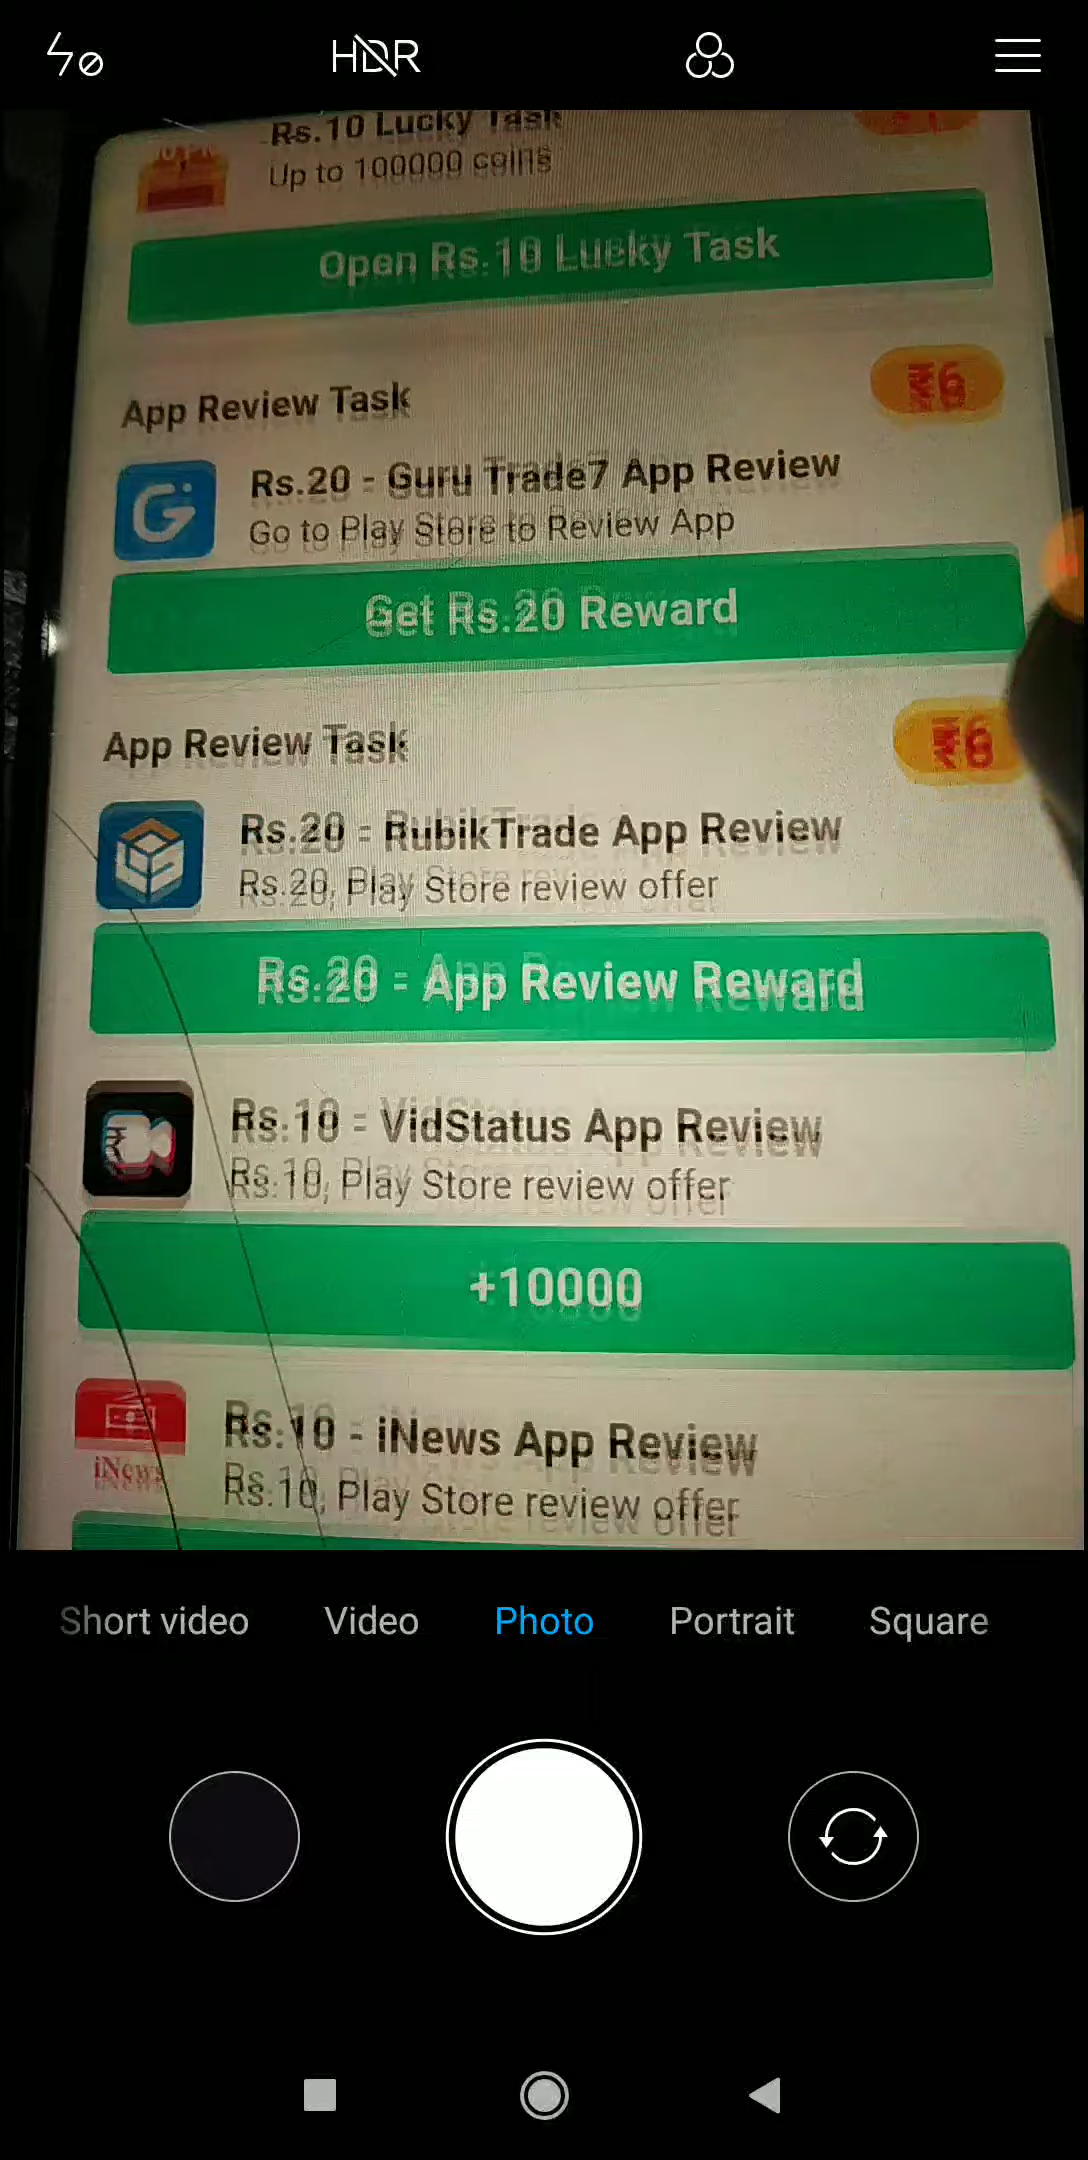 HDR
Rs.10 Lucky Task
Up to 100000 coins
Open Rs.10 Lucky Task
App Review Task
₹6
Rs.20 - Guru Trade7 App Review
Go to Play Store to Review App
Get Rs.20 Reward
App Review Task
Rs.20 = RubikTrade App Review
Rs.20, Play Store review offer
Rs.20 = App Review Reward
Rs.10 = VidStatus App Review
Rs.10, Play Store review offer
+10000
iNews
Rs.10 - iNews App Review
Rs.10, Play Store review offer
Short video Video Photo Portrait Square